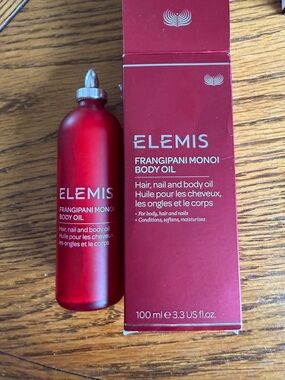 ELEMIS
FRANGIPANI MONOI
BODY OIL
Hair, nail and body oil
Huile pour les cheveux,
les ongles et le corps
ELEMIS
FRANGIPANI MONOI
BODY OIL
Hair, nail and body oil
Huile pour les cheveux,
les ongles et le corps
• For body, hair and nails
• Conditions, softens, moisturises
100 ml e 3.3 US fl.oz.